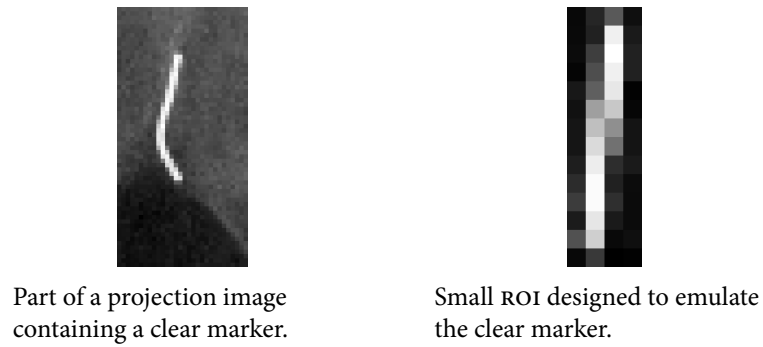 Part of a projection image
containing a clear marker.
Small ROI designed to emulate
the clear marker.